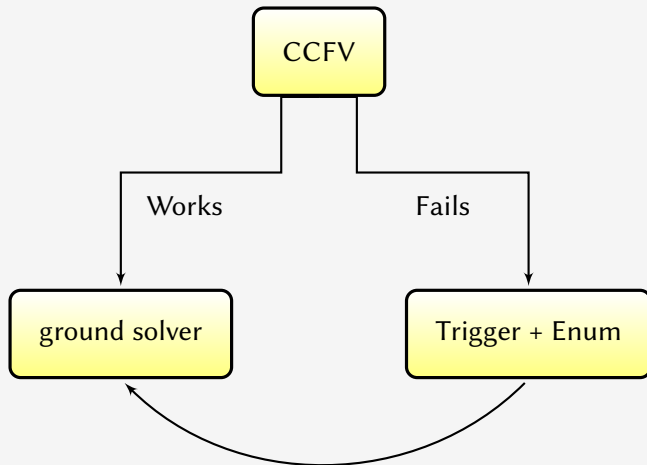 CCFV
Works
Fails
ground solver
Trigger + Enum